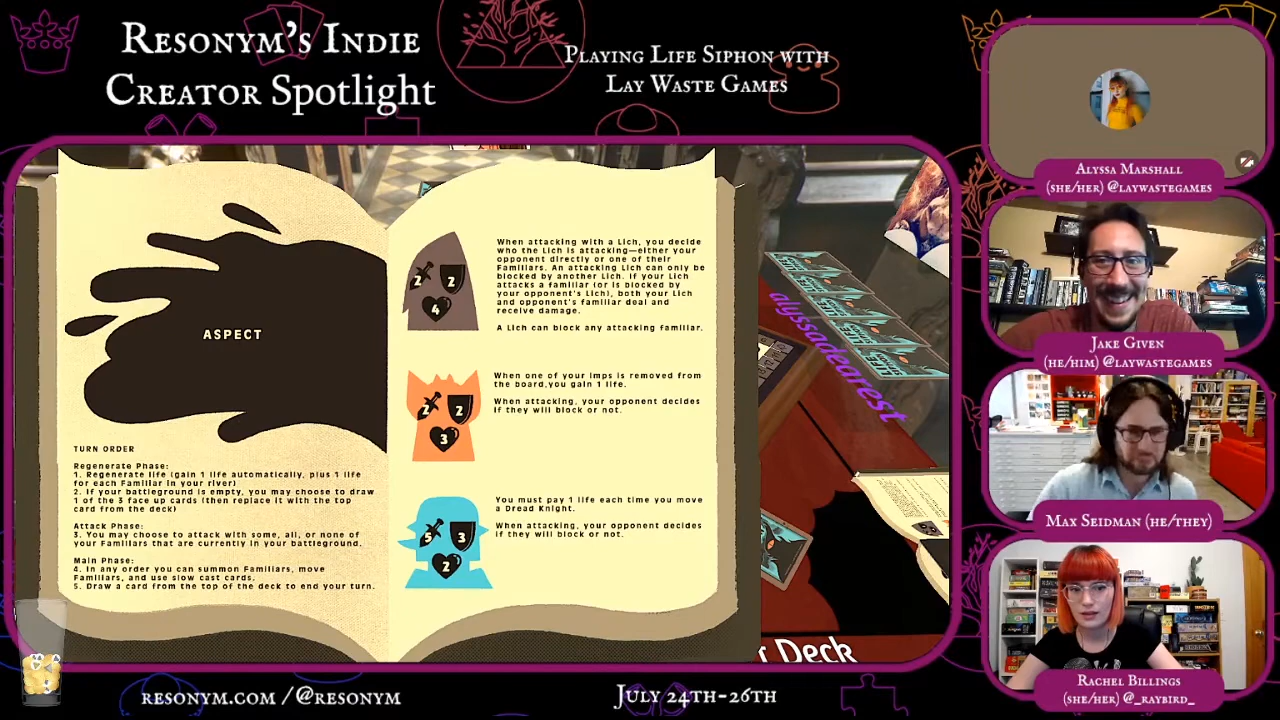 Resonym's Indie
Creator Spotlight
Playing Life Siphon with
Lay Waste Games
ASPECT
TURN ORDER
Regenerate Phase:
1. Regenerate life (gain 1 life automatically, plus 1 life
for each Familiar in your river)
2. If your battleground is empty, you may choose to draw
1 of the 3 face up cards (then replace it with the top
card from the deck)
Attack Phase:
3. You may choose to attack with some, all, or none of
your Familiars that are currently in your battleground.
Main Phase:
4. In any order you can summon Familiars, move
Familiars, and use slow cast cards.
5. Draw a card from the top of the deck to end your turn.
2 2
4
When attacking with a Lich, you decide
who the Lich is attacking—either your
opponent directly or one of their
Familiars. An attacking Lich can only be
blocked by another Lich. If your Lich
attacks a familiar (or is blocked by
your opponent's Lich), both your Lich
and opponent's familiar deal and
receive damage.
A Lich can block any attacking familiar.
2 2
3
When one of your Imps is removed from
the board, you gain 1 life.
When attacking, your opponent decides
if they will block or not.
5 3
2
You must pay 1 life each time you move
a Dread Knight.
When attacking, your opponent decides
if they will block or not.
alyssadearest
r Deck
Alyssa Marshall
(she/her) @laywastegames
Jake Given
(he/him) @laywastegames
Max Seidman (he/they)
Rachel Billings
(she/her) @_raybird_
resonym.com /@resonym
July 24th-26th